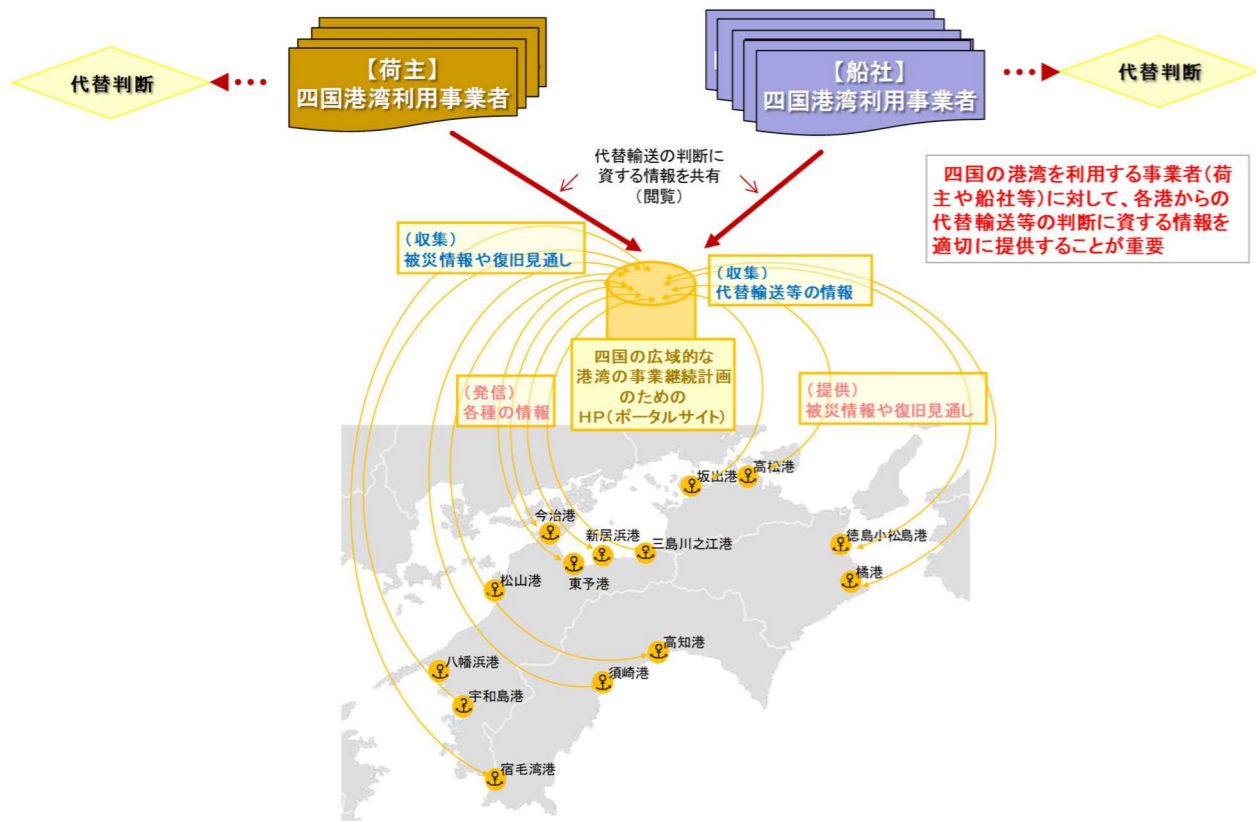 【荷主】
四国港湾利用事業者
【船社】
四国港湾利用事業者
代替判断
代替判断
代替輸送の判断に
資する情報を共有
（閲覧）
四国の港湾を利用する事業者（荷
主や船社等）に対して、各港からの
代替輸送等の判断に資する情報を
適切に提供することが重要
（収集）
被災情報や復旧見通し
（収集）
代替輸送等の情報
四国の広域的な
港湾の事業継続計画
のための
HP（ポータルサイト）
（発信）
各種の情報
（提供）
被災情報や復旧見通し
坂出港
高松港
今治港
新居浜港
三島川之江港
徳島小松島港
東予港
松山港
橘港
高知港
八幡浜港
須崎港
宇和島港
宿毛湾港